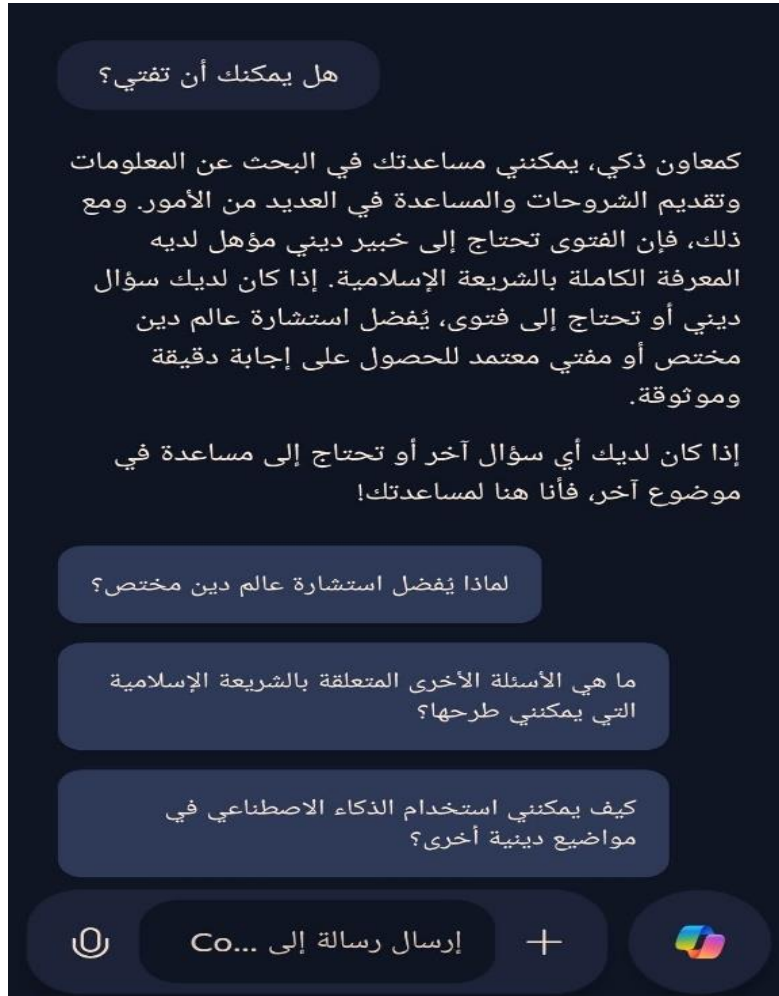 هل يمكنك أن تفتي؟
كمعاون ذكي، يمكنني مساعدتك في البحث عن المعلومات
وتقديم الشروحات والمساعدة في العديد من الأمور. ومع
ذلك، فإن الفتوى تحتاج إلى خبير ديني مؤهل لديه
المعرفة الكاملة بالشريعة الإسلامية. إذا كان لديك سؤال
ديني أو تحتاج إلى فتوى، يُفضل استشارة عالم دين
مختص أو مفتي معتمد للحصول على إجابة دقيقة
وموثوقة.
إذا كان لديك أي سؤال آخر أو تحتاج إلى مساعدة في
موضوع آخر، فأنا هنا لمساعدتك!
لماذا يُفضل استشارة عالم دين مختص؟
ما هي الأسئلة الأخرى المتعلقة بالشريعة الإسلامية
التي يمكنني طرحها؟
كيف يمكنني استخدام الذكاء الاصطناعي في
مواضيع دينية أخرى؟
إرسال رسالة إلى Co...